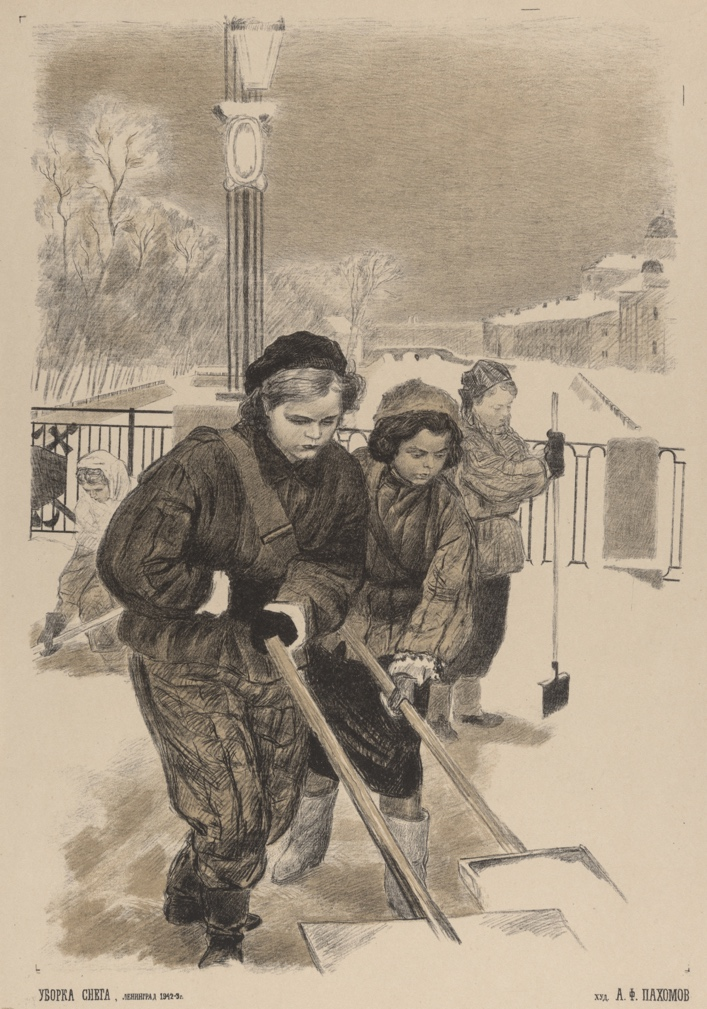 УБОРКА СНЕГА, ЛЕНИНГРАД 1942-3г.
ХУД. А. Ф. ПАХОМОВ